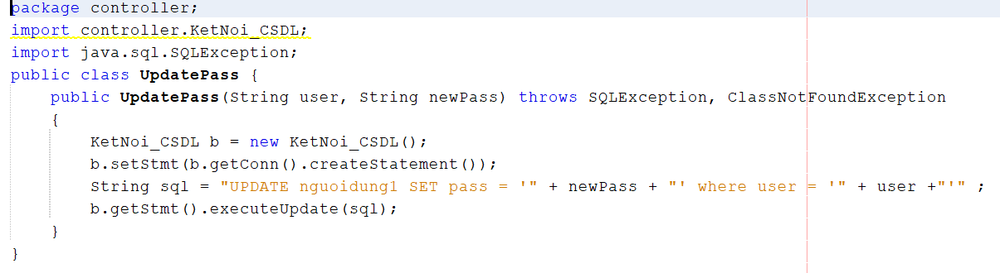 package controller;
import controller.KetNoi_CSDL;
import java.sql.SQLException;
public class UpdatePass {
    public UpdatePass(String user, String newPass) throws SQLException, ClassNotFoundException
    {
        KetNoi_CSDL b = new KetNoi_CSDL();
        b.setStmt(b.getConn().createStatement());
        String sql = "UPDATE nguoidung1 SET pass = '" + newPass + "' where user = '" + user +"'" ;
        b.getStmt().executeUpdate(sql);
    }
}